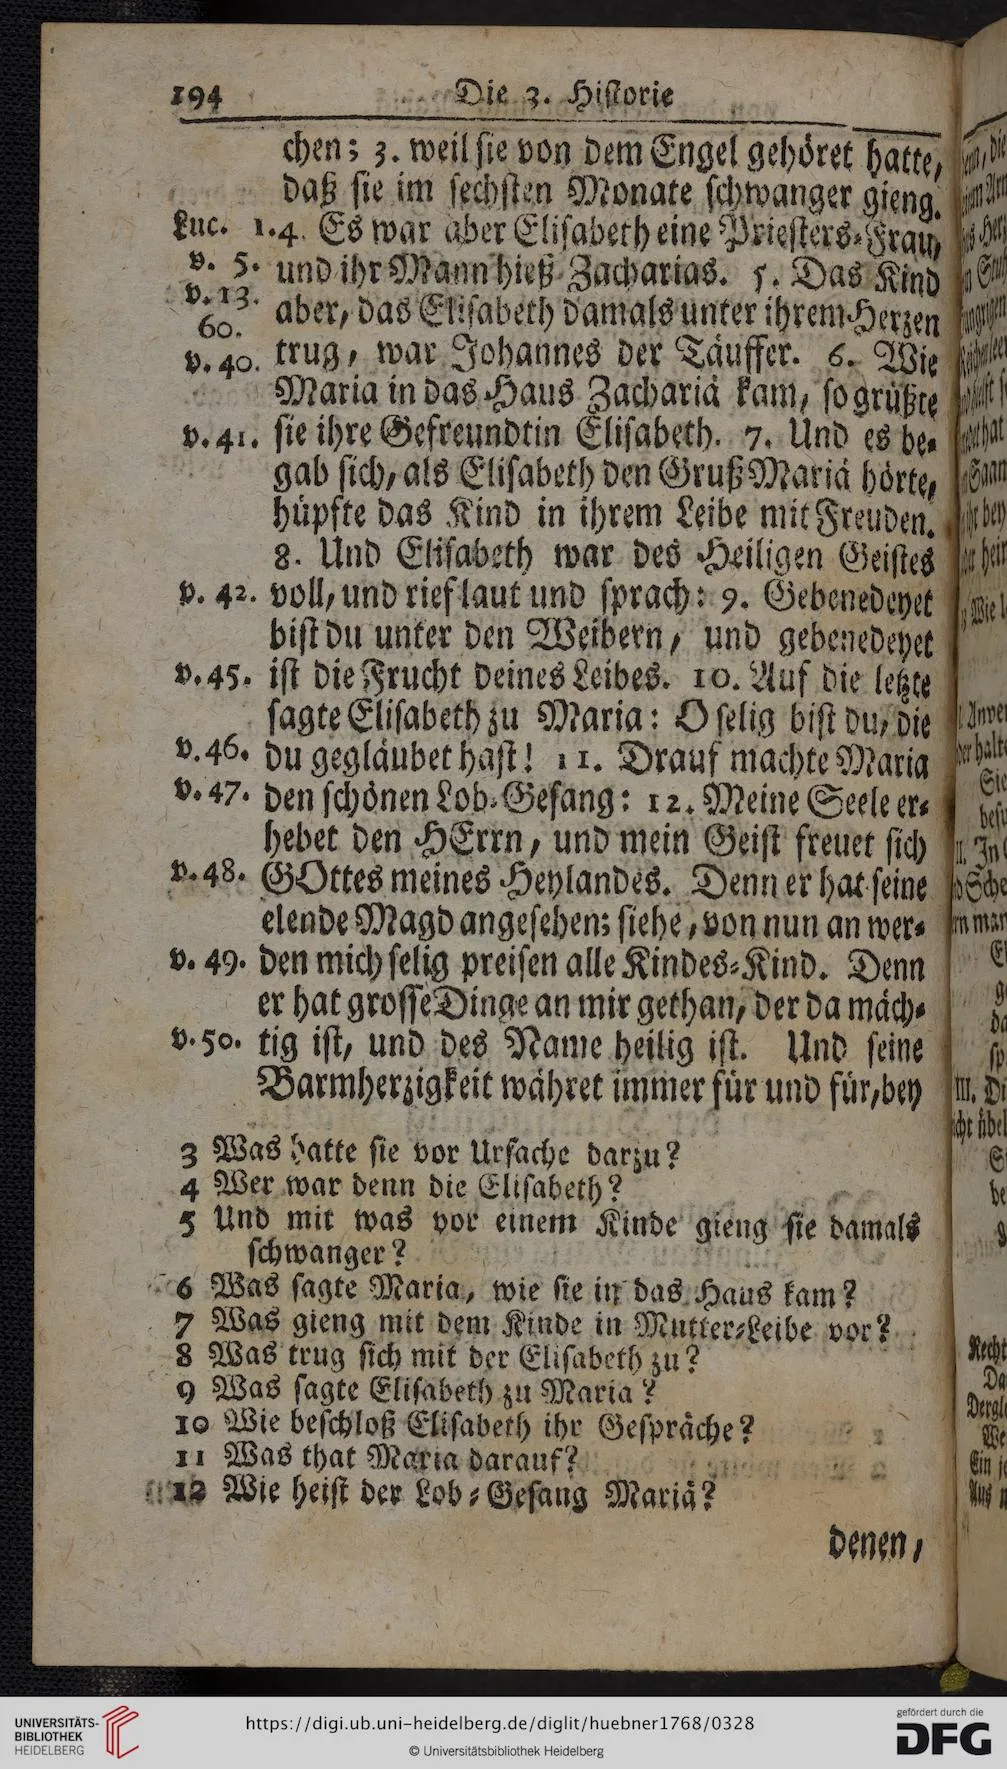 194 Die 3. Historie
chen; 3. weil sie von dem Engel gehöret hatte,
daß sie im sechsten Monate schwanger gieng.
Luc. 1. 4. Es war aber Elisabeth eine Priesters-Frau,
v. 5. und ihr Mann hieß Zacharias. 5. Das Kind
v. 13. 60. aber, das Elisabeth damals unter ihrem Herzen
v. 40. trug, war Johannes der Täuffer. 6. Wie
Maria in das Haus Zachariä kam, so grüßte
v. 41. sie ihre Gefreundtin Elisabeth. 7. Und es be-
gab sich, als Elisabeth den Gruß Mariä hörte,
hüpfte das Kind in ihrem Leibe mit Freuden.
8. Und Elisabeth war des Heiligen Geistes
v. 42. voll, und rief laut und sprach: 9. Gebenedeyet
bist du unter den Weibern, und gebenedeyet
v. 45. ist die Frucht deines Leibes. 10. Auf die letzte
sagte Elisabeth zu Maria: O selig bist du, die
v. 46. du gegläubet hast! 11. Drauf machte Maria
v. 47. den schönen Lob-Gesang: 12. Meine Seele er-
hebet den HErrn, und mein Geist freuet sich
v. 48. GOttes meines Heylandes. Denn er hat seine
elende Magd angesehen; siehe, von nun an wer-
v. 49. den mich selig preisen alle Kindes-Kind. Denn
er hat grosse Dinge an mir gethan, der da mäch-
v. 50. tig ist, und des Name heilig ist. Und seine
Barmherzigkeit währet immer für und für, bey
3 Was hatte sie vor Ursache darzu?
4 Wer war denn die Elisabeth?
5 Und mit was vor einem Kinde gieng sie damals
schwanger?
6 Was sagte Maria, wie sie in das Haus kam?
7 Was gieng mit dem Kinde in Mutter-Leibe vor?
8 Was trug sich mit der Elisabeth zu?
9 Was sagte Elisabeth zu Maria?
10 Wie beschloß Elisabeth ihr Gespräche?
11 Was that Maria darauf?
12 Wie heist der Lob-Gesang Mariä?
denen,
UNIVERSITÄTS-
BIBLIOTHEK
HEIDELBERG
https://digi.ub.uni-heidelberg.de/diglit/huebner1768/0328
© Universitätsbibliothek Heidelberg
gefördert durch die
DFG